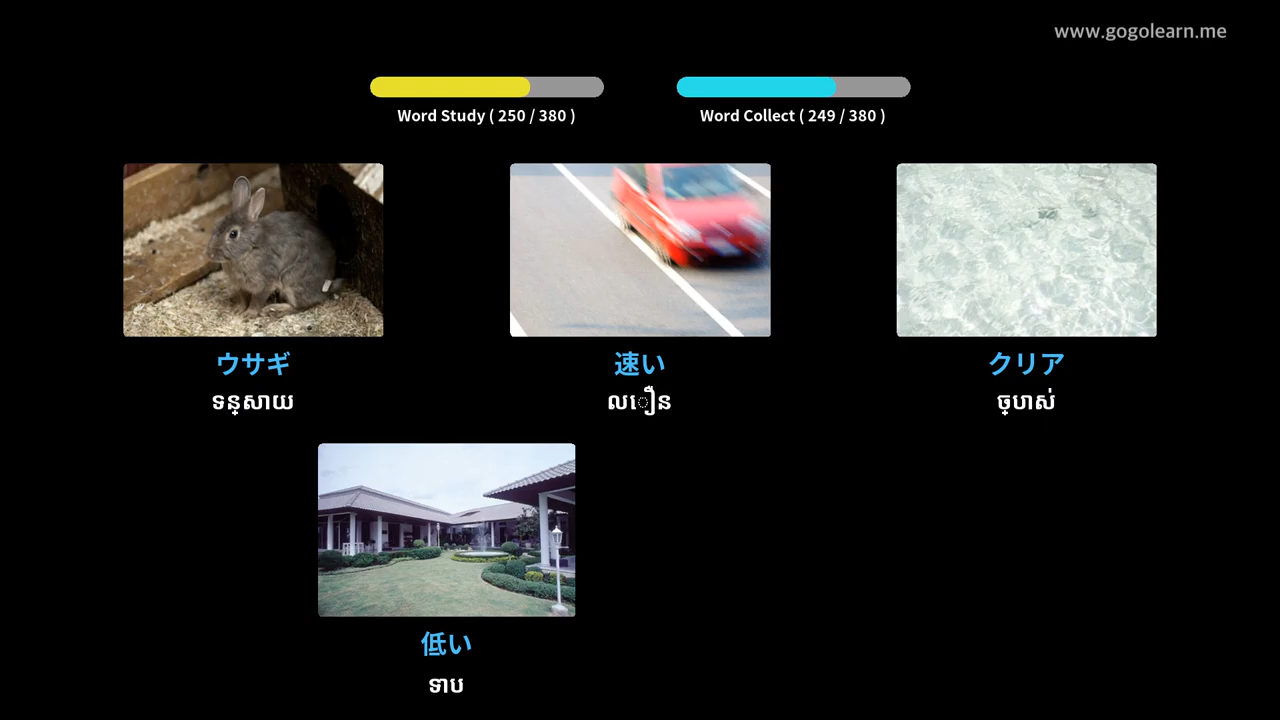 www.gogolearn.me
Word Study ( 250 / 380 )
Word Collect ( 249 / 380 )
ウサギ
ទន្សាយ
速い
លឿន
クリア
ច្បាស់
低い
ទាប